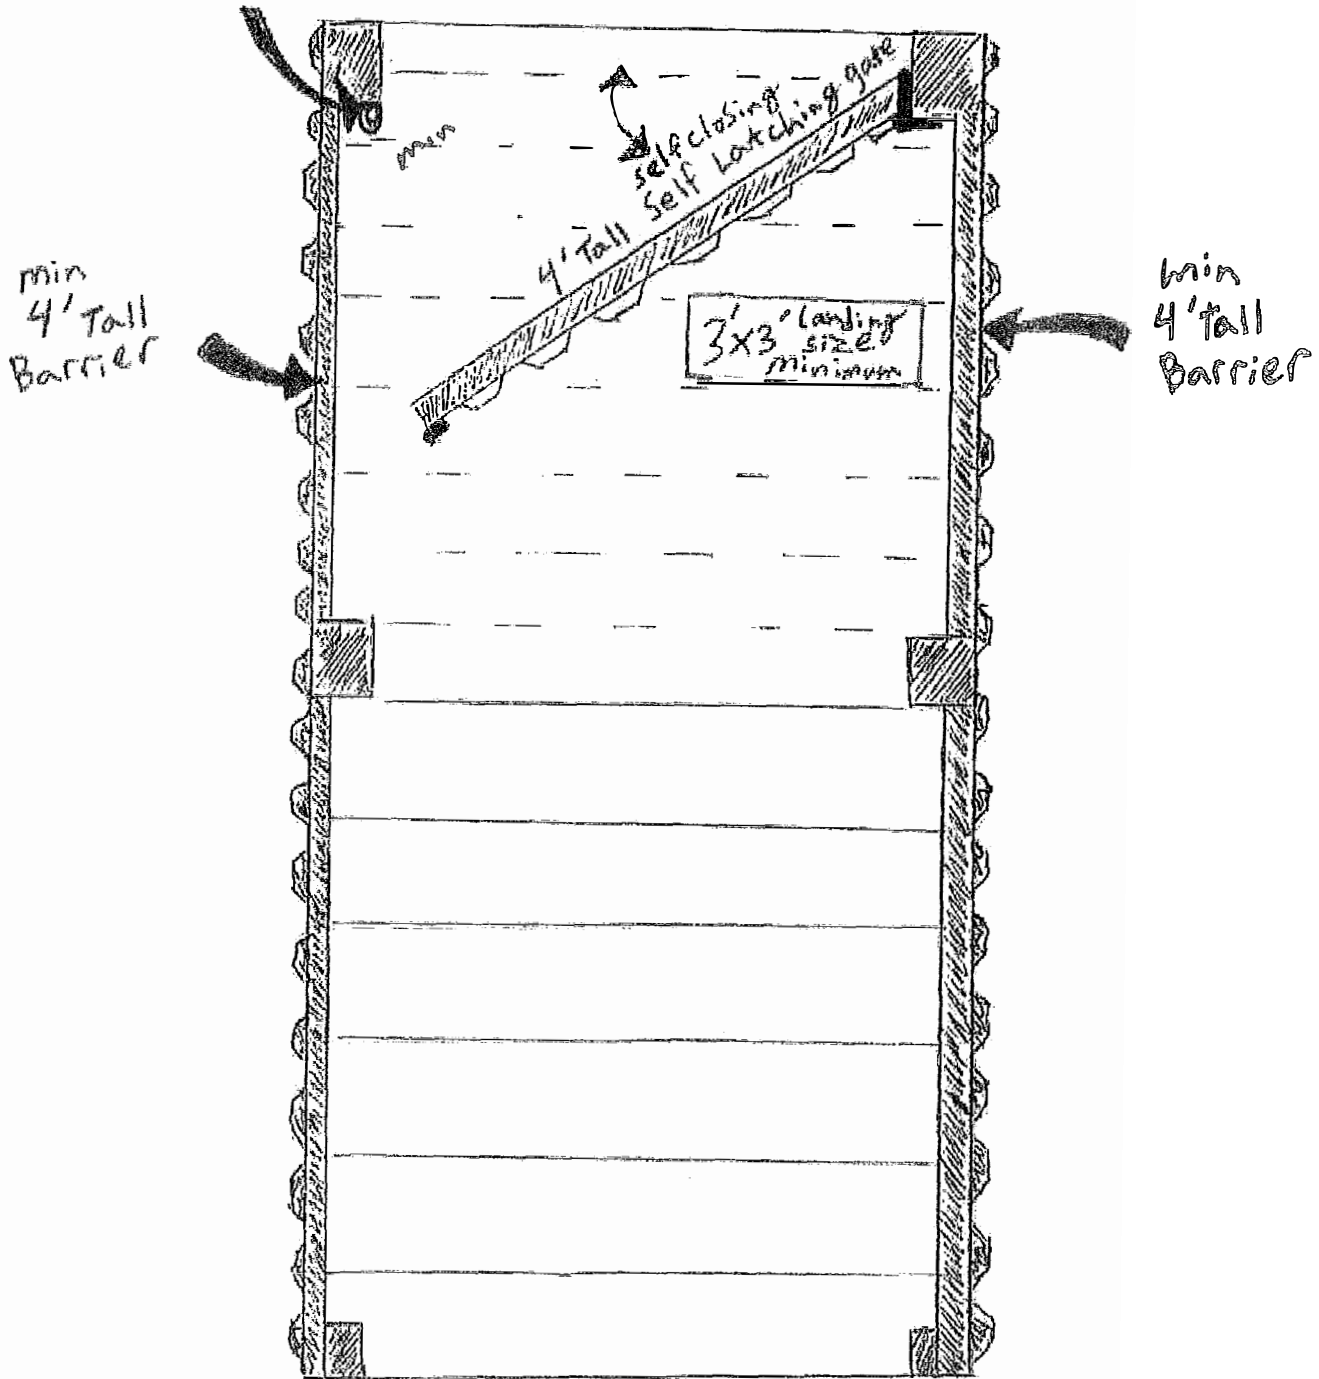 min
self closing
4' Tall Self Latching gate
min
4' Tall
Barrier
3'x3' landing
size
minimum
min
4' tall
Barrier